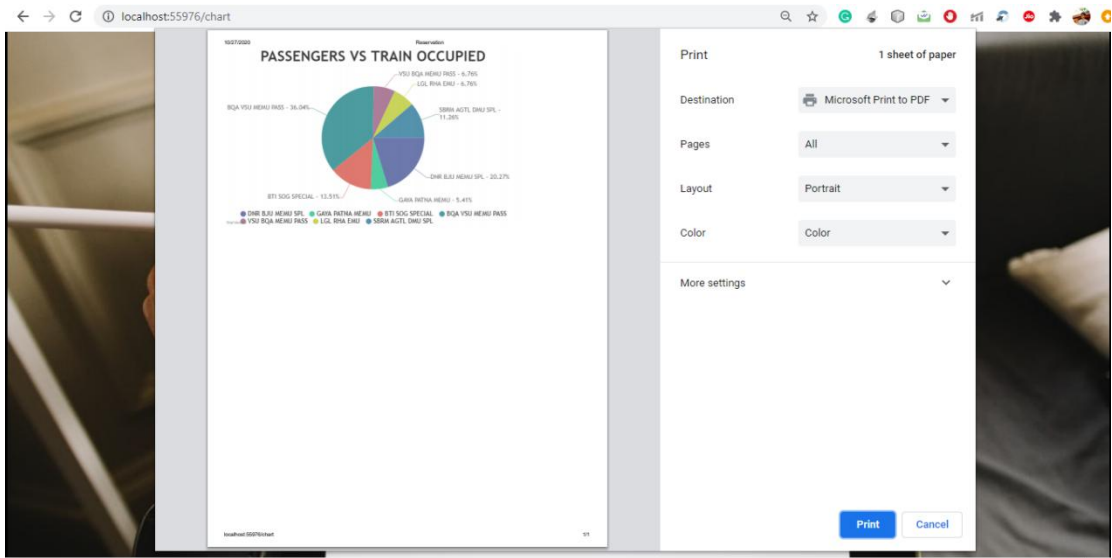 localhost:55976/chart
10/27/2020 Reservation
PASSENGERS VS TRAIN OCCUPIED
VSU BQA MEMU PASS - 6.76%
LGL RHA EMU - 6.76%
BQA VSU MEMU PASS - 36.04%
SBRM AGTL DMU SPL -
11.26%
DNR BJU MEMU SPL - 20.27%
BTI SOG SPECIAL - 13.51%
GAYA PATNA MEMU - 5.41%
DNR BJU MEMU SPL GAYA PATNA MEMU BTI SOG SPECIAL BQA VSU MEMU PASS
VSU BQA MEMU PASS LGL RHA EMU SBRM AGTL DMU SPL
localhost:55976/chart 1/1
Print 1 sheet of paper
Destination Microsoft Print to PDF
Pages All
Layout Portrait
Color Color
More settings
Print Cancel